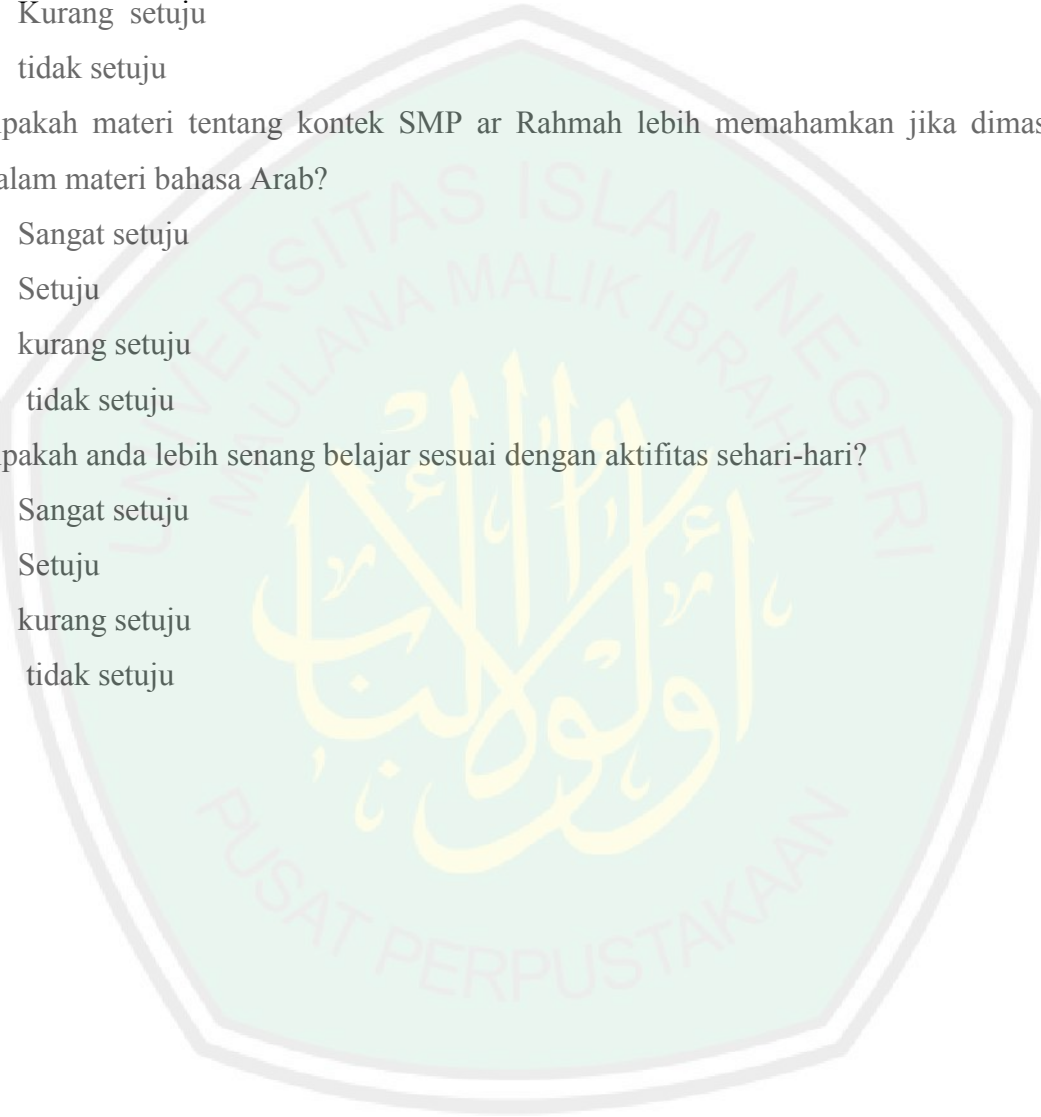 Kurang setuju
tidak setuju
pakah materi tentang kontek SMP ar Rahmah lebih memahamkan jika dimas
alam materi bahasa Arab?
Sangat setuju
Setuju
kurang setuju
tidak setuju
pakah anda lebih senang belajar sesuai dengan aktifitas sehari-hari?
Sangat setuju
Setuju
kurang setuju
tidak setuju
UNIVERSITAS ISLAM NEGERI
MAULANA MALIK IBRAHIM
أولوا الألباب
PUSAT PERPUSTAKAAN